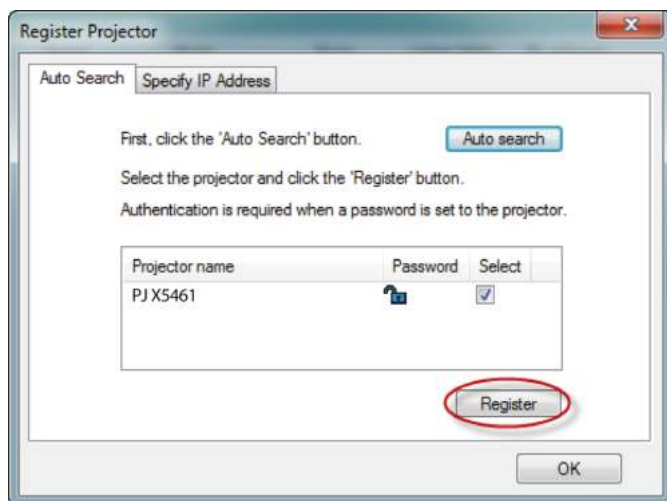 Register Projector
Auto Search Specify IP Address
First, click the 'Auto Search' button. Auto search
Select the projector and click the 'Register' button.
Authentication is required when a password is set to the projector.
Projector name Password Select
PJ X5461
Register
OK